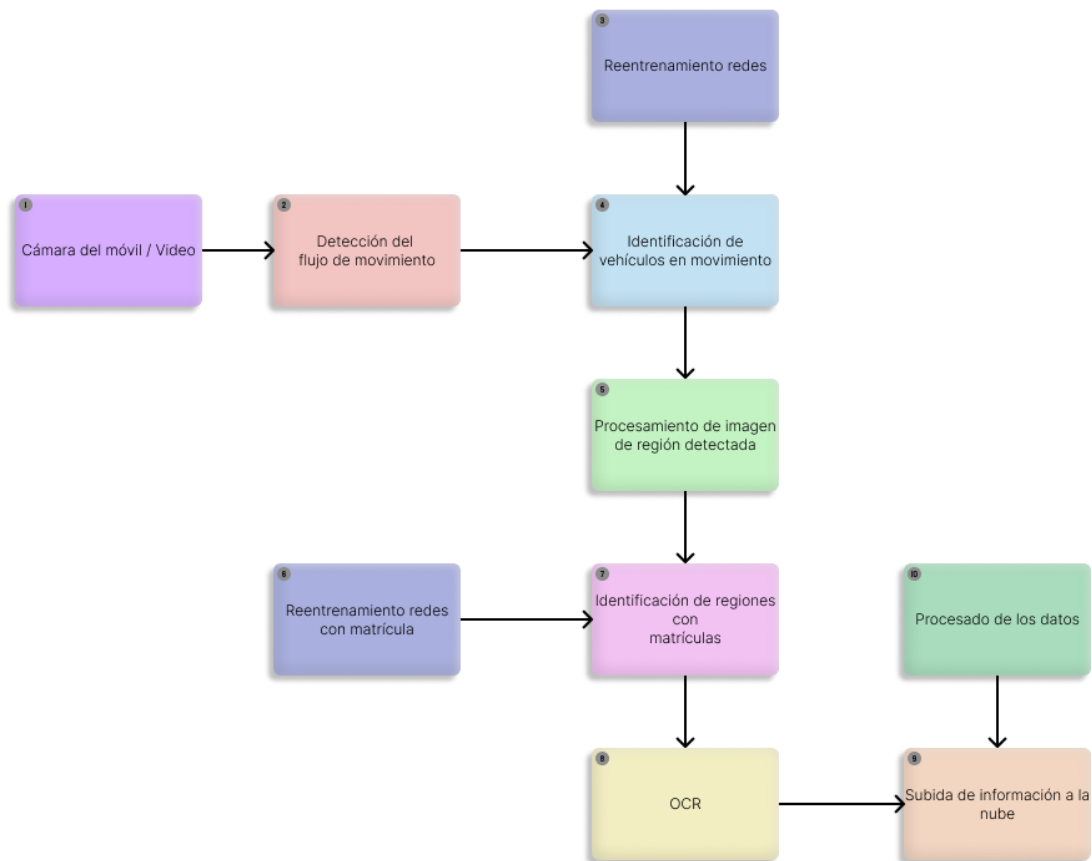 3
Reentrenamiento redes
1
Cámara del móvil / Video
2
Detección del
flujo de movimiento
4
Identificación de
vehículos en movimiento
5
Procesamiento de imagen
de región detectada
6
Reentrenamiento redes
con matrícula
7
Identificación de regiones
con
matrículas
10
Procesado de los datos
8
OCR
9
Subida de información a la
nube